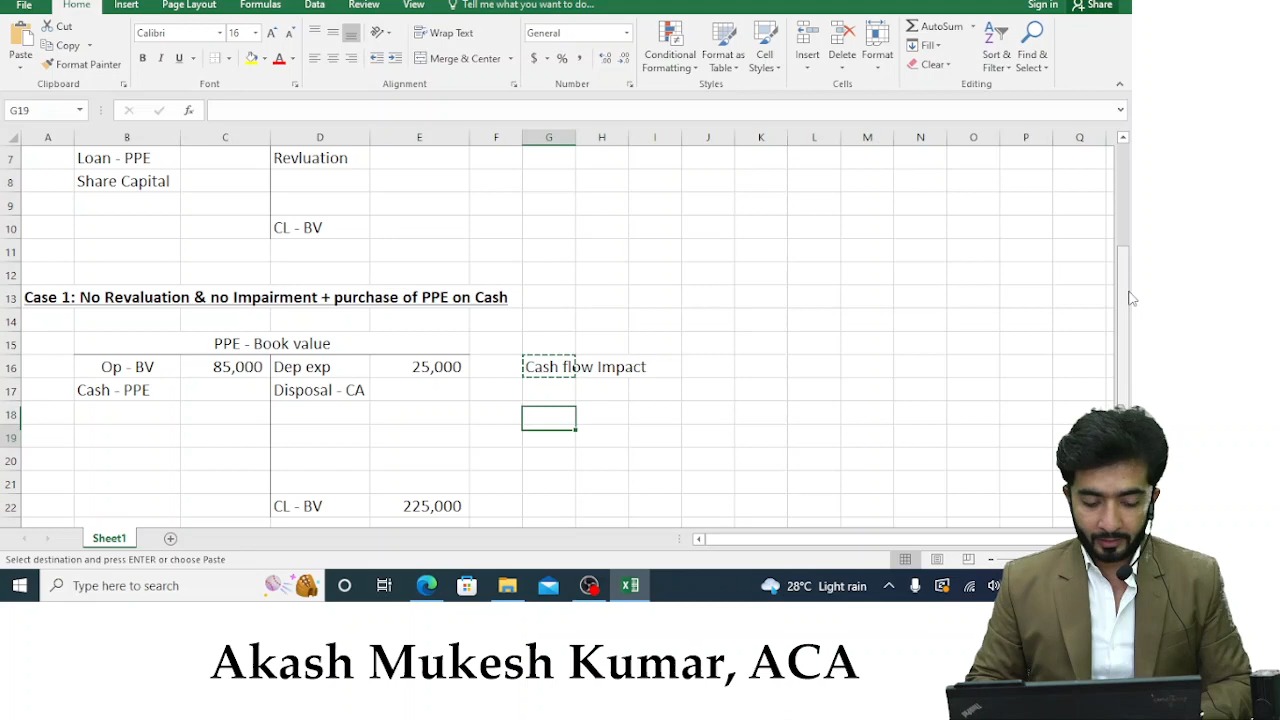 File Home Insert Page Layout Formulas Data Review View Tell me what you want to do... Sign in Share
Cut Calibri 16 Wrap Text General AutoSum
Paste Copy Fill
Format Painter B I U Merge & Center $ % , Conditional Formatting Format as Table Cell Styles Insert Delete Format Clear Sort & Filter Find & Select
Clipboard Font Alignment Number Styles Cells Editing
G19 fx
A B C D E F G H I J K L M N O P Q
7 Loan - PPE Revluation
8 Share Capital
9
10 CL - BV
11
12
13 Case 1: No Revaluation & no Impairment + purchase of PPE on Cash
14
15 PPE - Book value
16 Op - BV 85,000 Dep exp 25,000 Cash flow Impact
17 Cash - PPE Disposal - CA
18
19
20
21
22 CL - BV 225,000
Sheet1
Select destination and press ENTER or choose Paste
Type here to search 28°C Light rain
Akash Mukesh Kumar, ACA